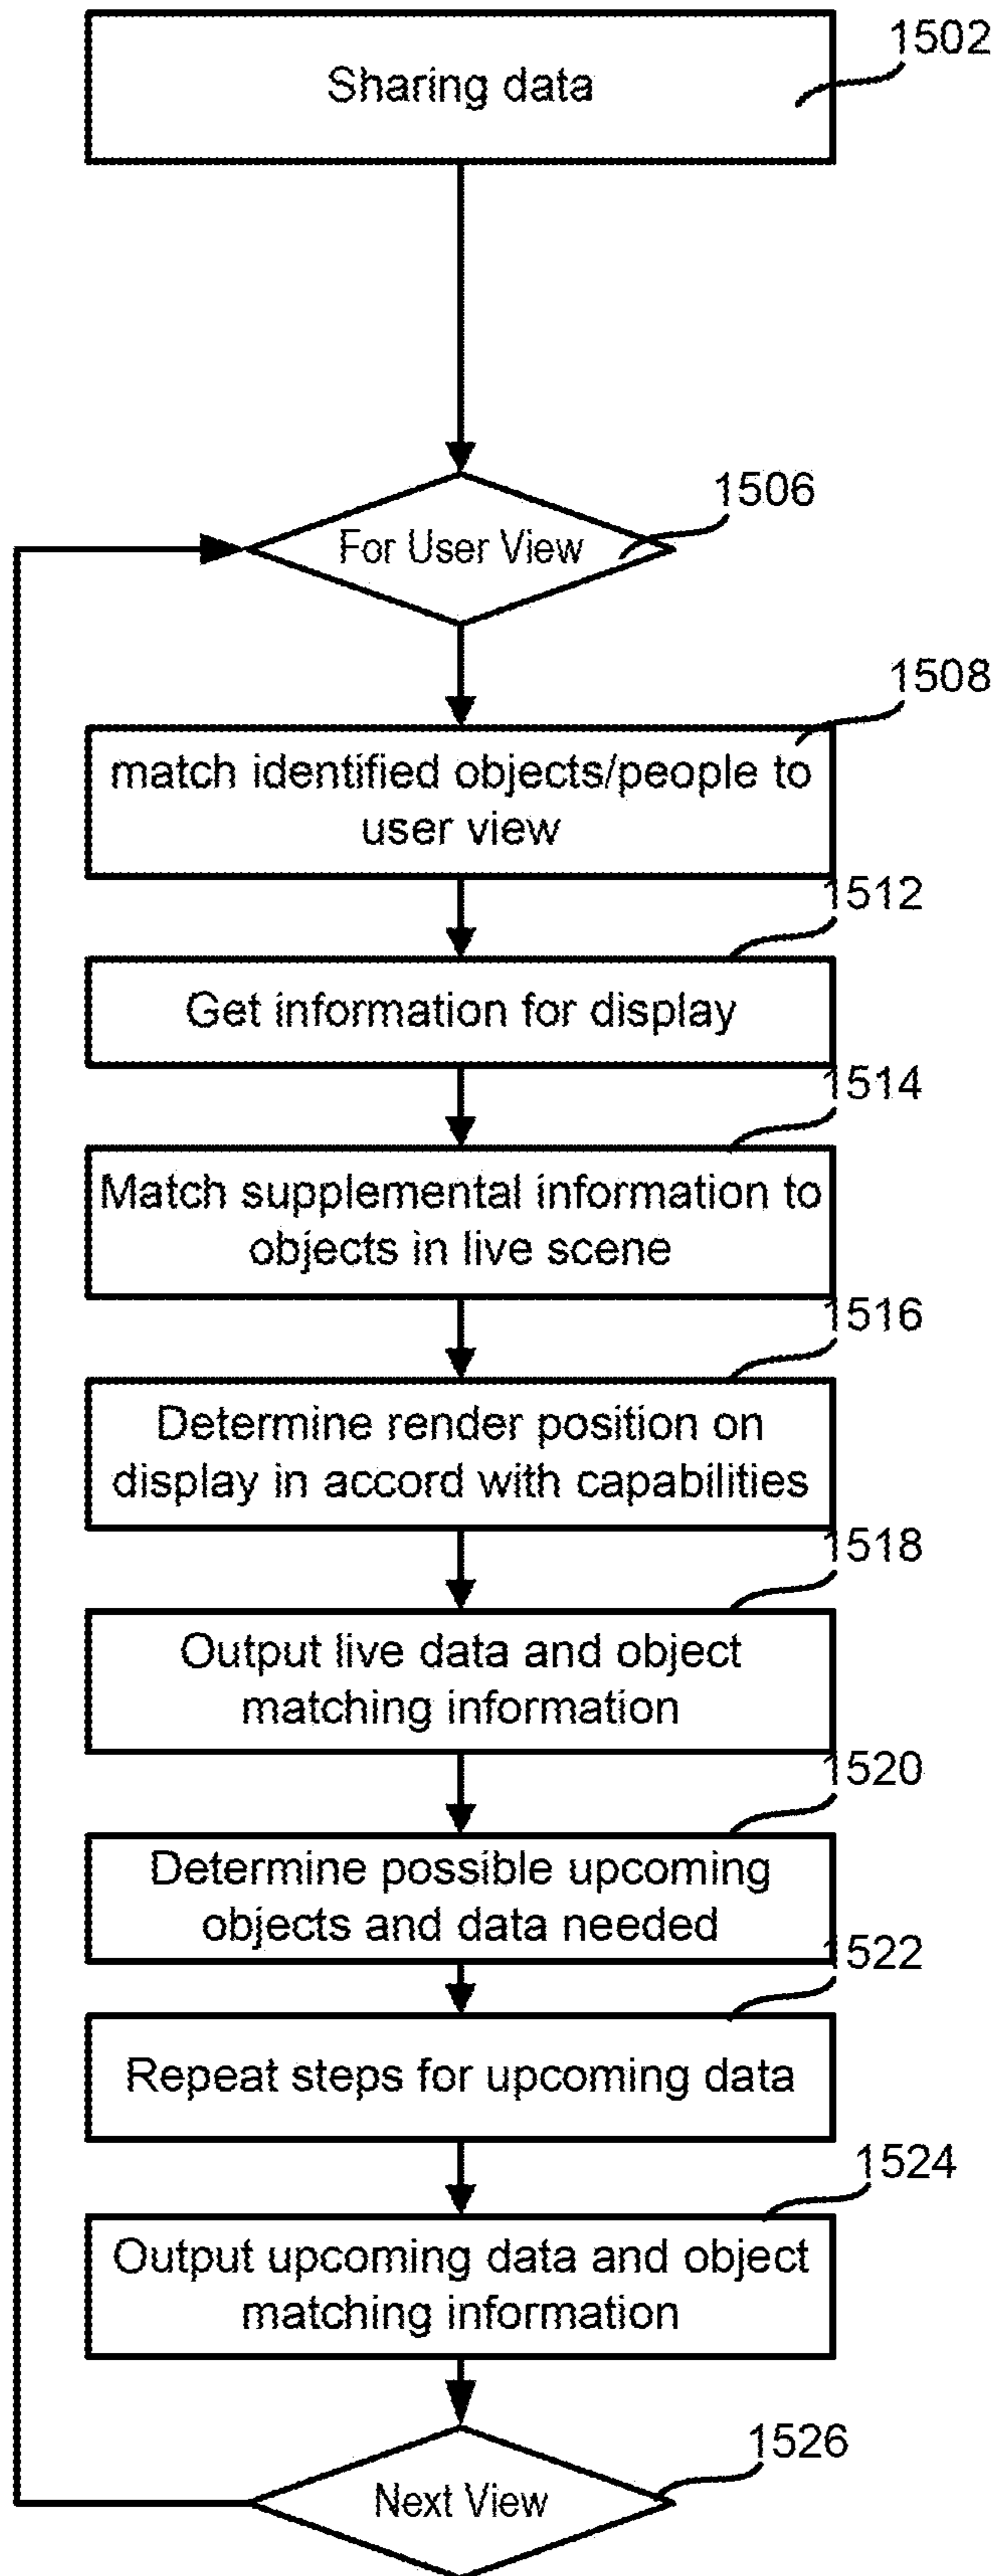 Sharing data
1502
For User View
1506
1508
match identified objects/people to
user view
1512
Get information for display
1514
Match supplemental information to
objects in live scene
1516
Determine render position on
display in accord with capabilities
1518
Output live data and object
matching information
1520
Determine possible upcoming
objects and data needed
1522
Repeat steps for upcoming data
1524
Output upcoming data and object
matching information
1526
Next View